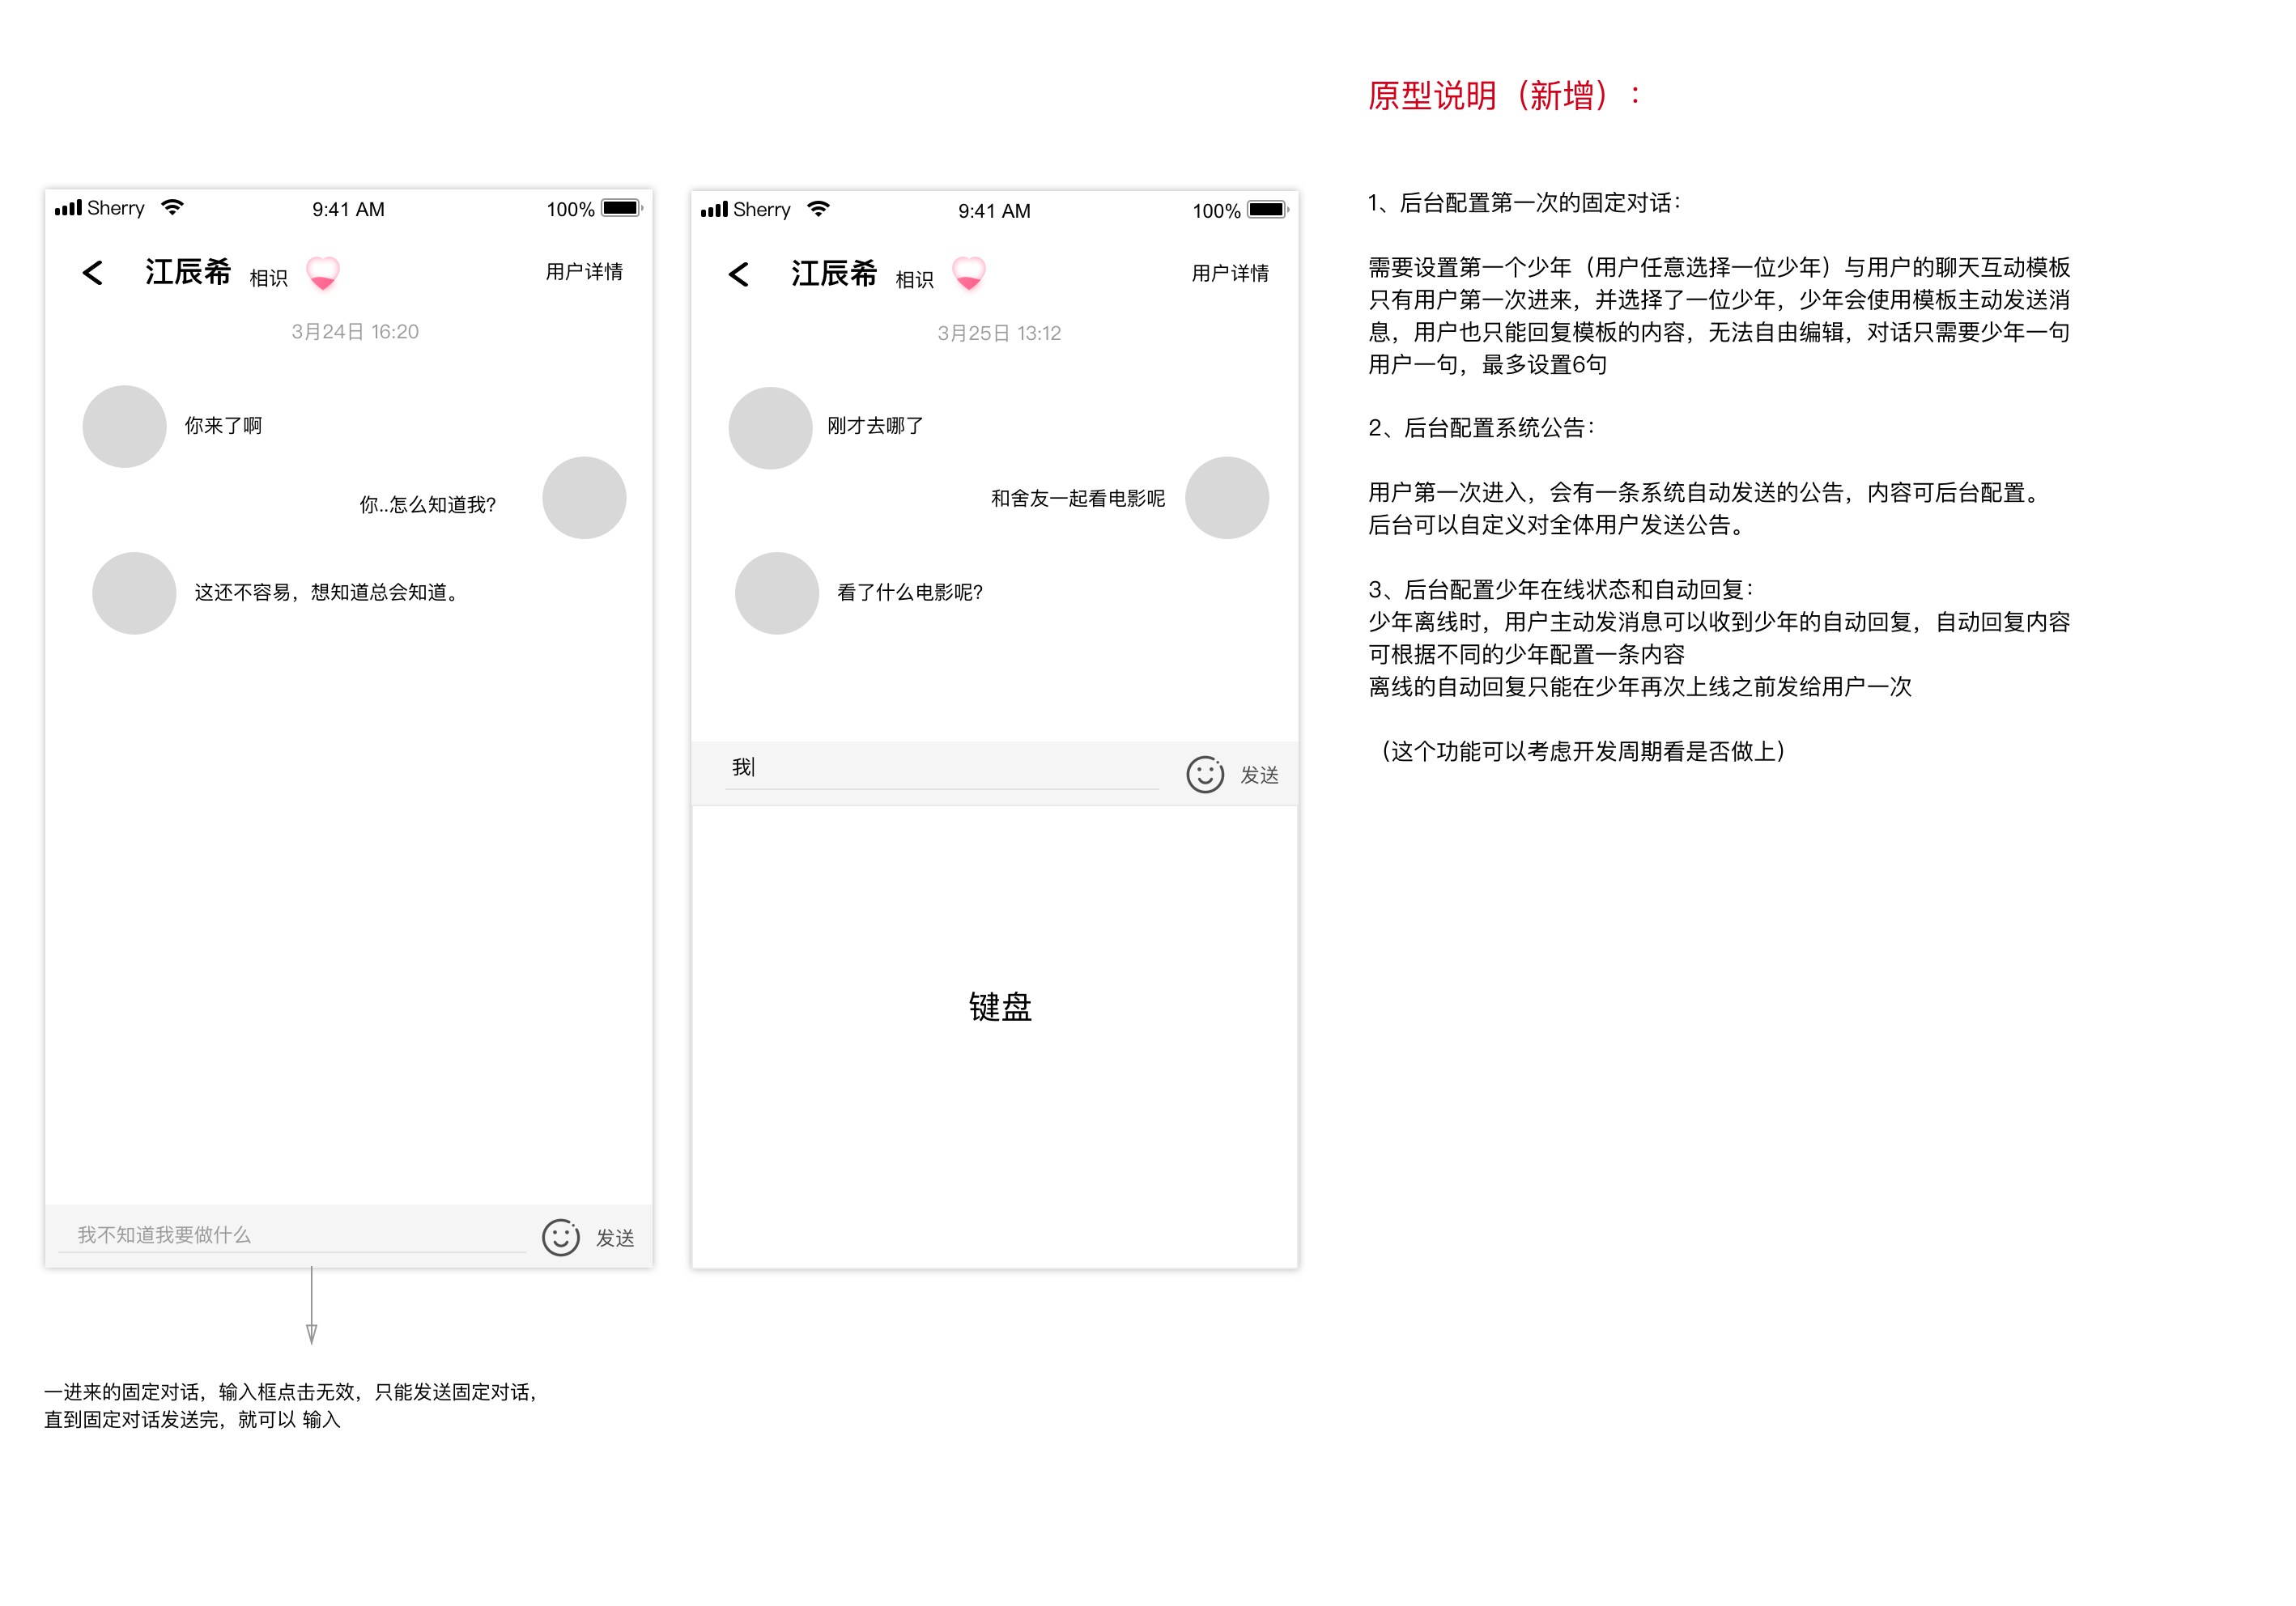 Sherry 9:41 AM 100%
江辰希 相识 用户详情
3月24日 16:20
你来了啊
你..怎么知道我?
这还不容易，想知道总会知道。
我不知道我要做什么 发送
一进来的固定对话，输入框点击无效，只能发送固定对话，
直到固定对话发送完，就可以 输入
Sherry 9:41 AM 100%
江辰希 相识 用户详情
3月25日 13:12
刚才去哪了
和舍友一起看电影呢
看了什么电影呢?
我 发送
键盘
原型说明（新增）：
1、后台配置第一次的固定对话：
需要设置第一个少年（用户任意选择一位少年）与用户的聊天互动模板
只有用户第一次进来，并选择了一位少年，少年会使用模板主动发送消
息，用户也只能回复模板的内容，无法自由编辑，对话只需要少年一句
用户一句，最多设置6句
2、后台配置系统公告：
用户第一次进入，会有一条系统自动发送的公告，内容可后台配置。
后台可以自定义对全体用户发送公告。
3、后台配置少年在线状态和自动回复：
少年离线时，用户主动发消息可以收到少年的自动回复，自动回复内容
可根据不同的少年配置一条内容
离线的自动回复只能在少年再次上线之前发给用户一次
（这个功能可以考虑开发周期看是否做上）